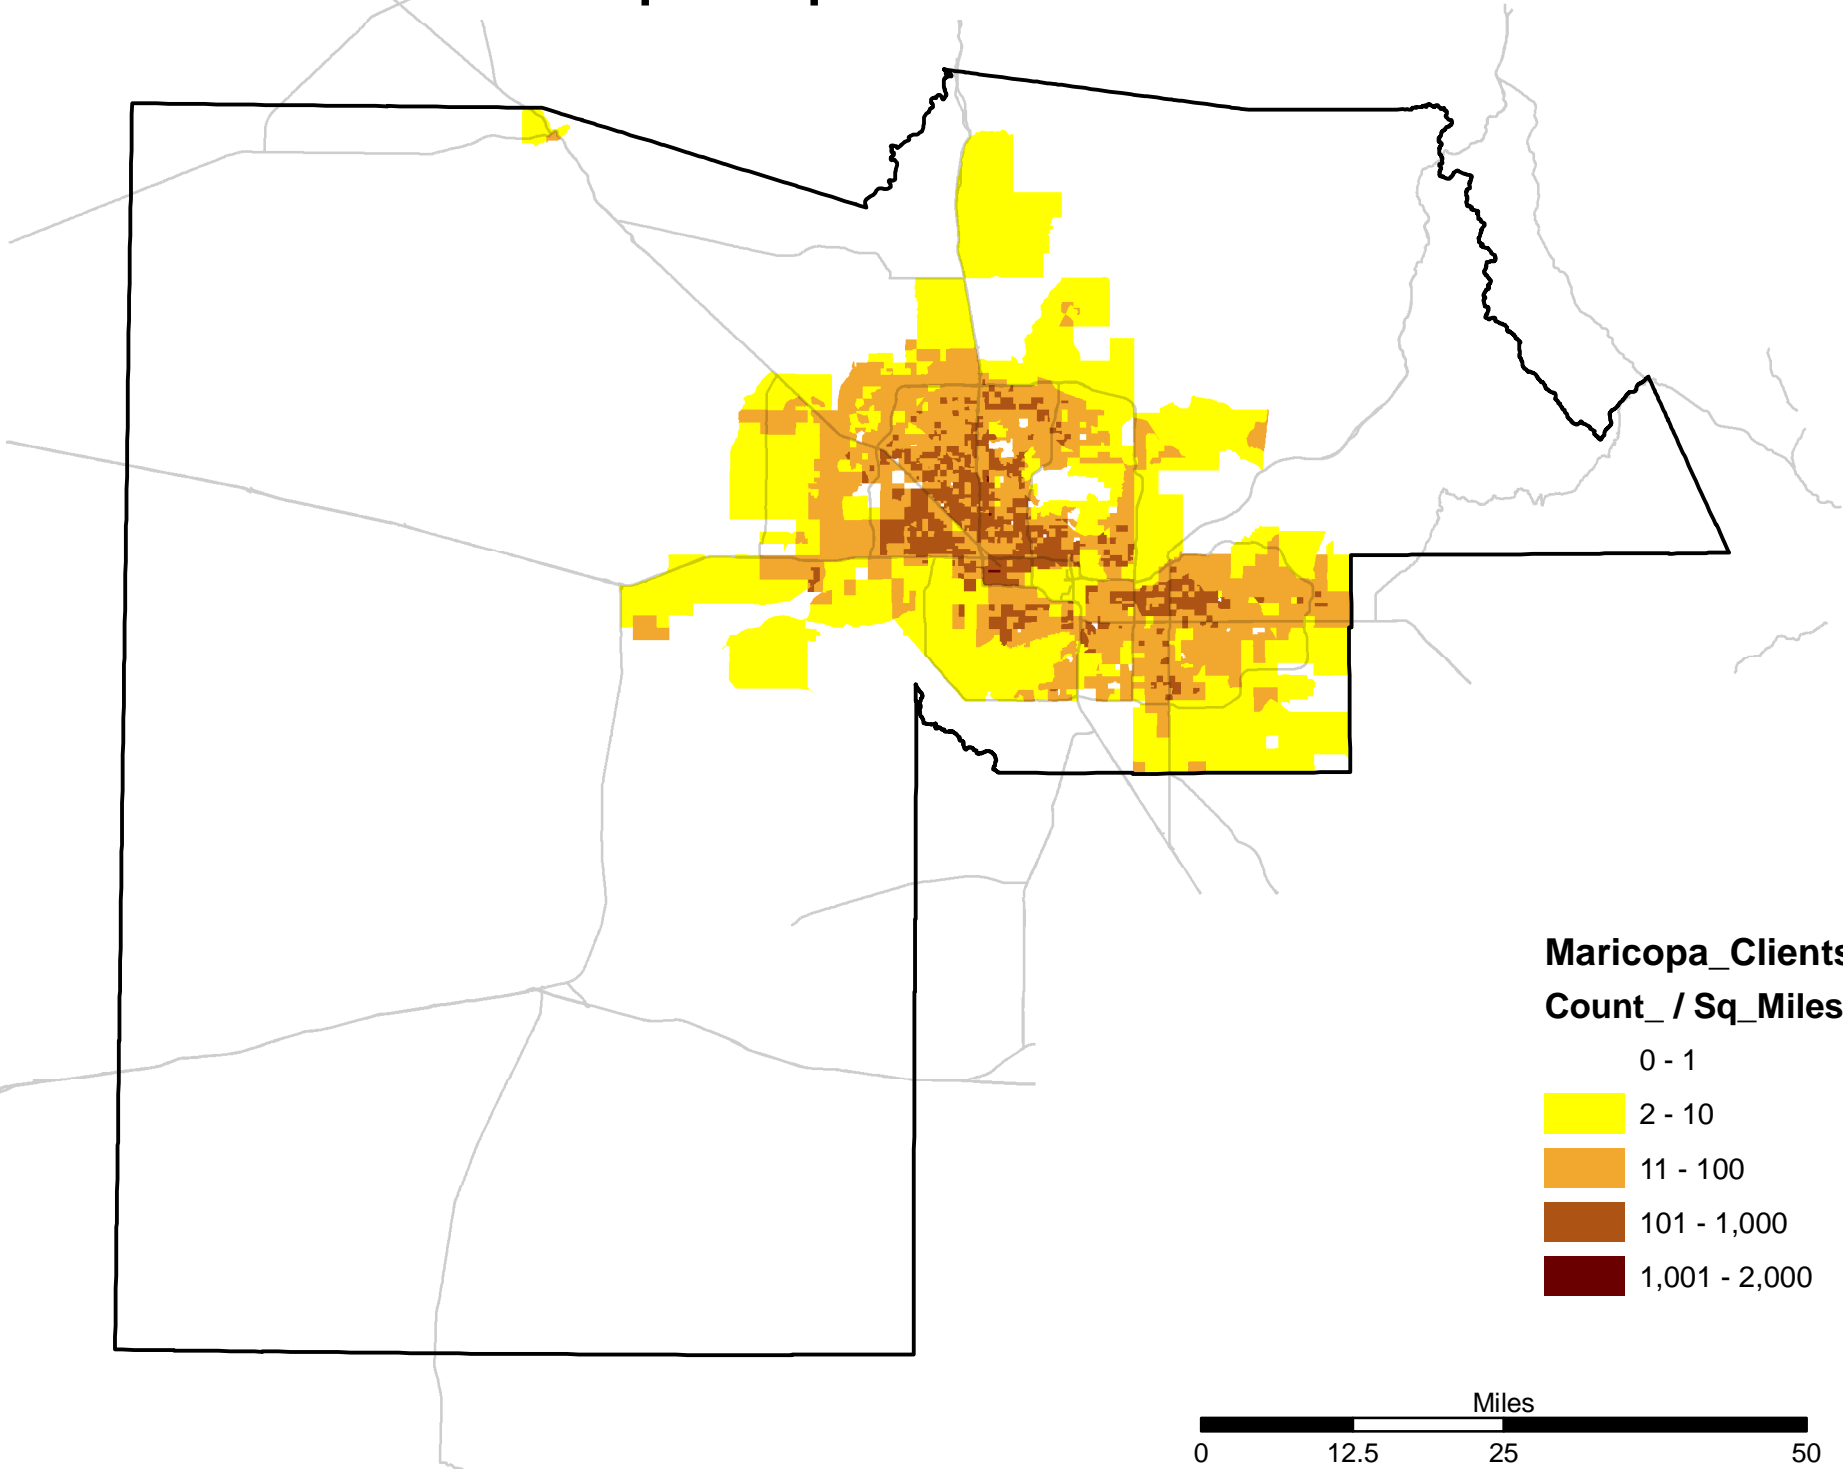 Maricopa_Clients
Count_ / Sq_Miles
0 - 1
2 - 10
11 - 100
101 - 1,000
1,001 - 2,000
Miles
0 12.5 25 50